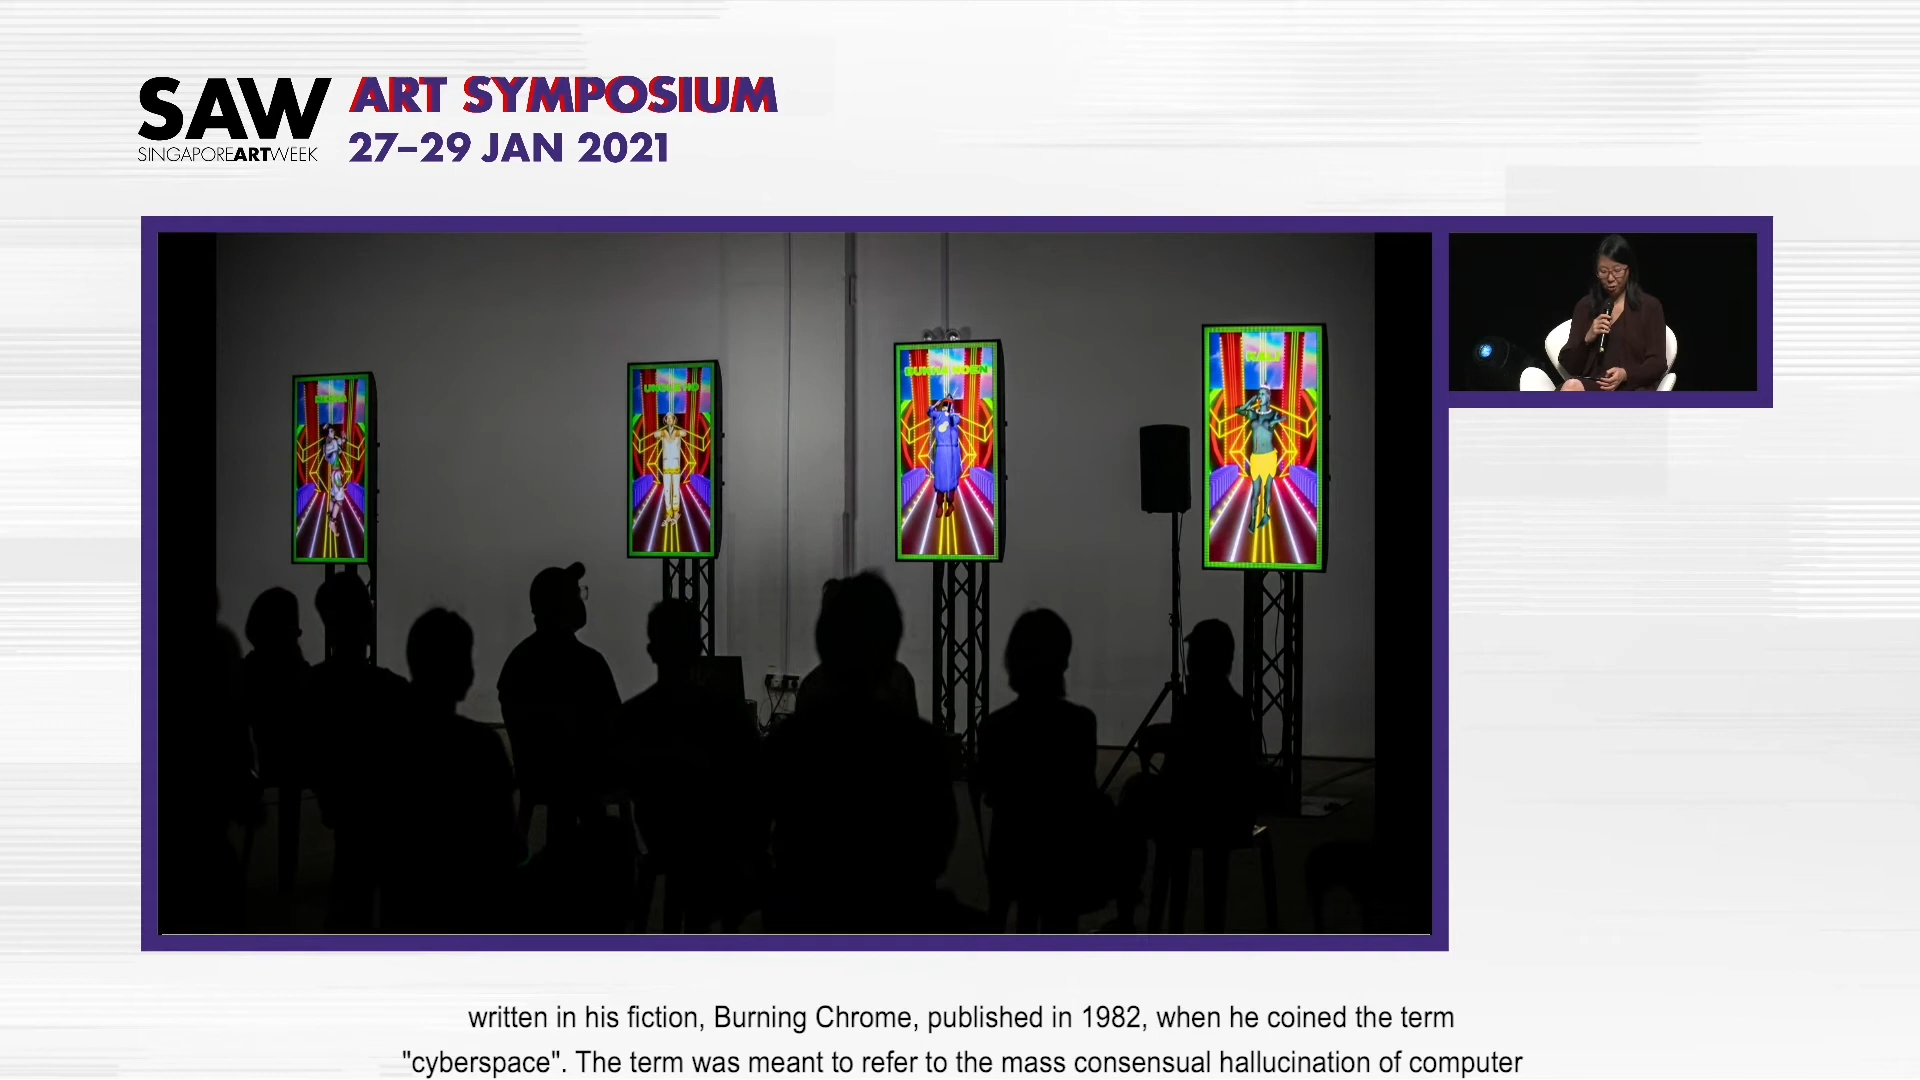 SAW ART SYMPOSIUM
SINGAPOREARTWEEK 27–29 JAN 2021
KALI
written in his fiction, Burning Chrome, published in 1982, when he coined the term
"cyberspace". The term was meant to refer to the mass consensual hallucination of computer